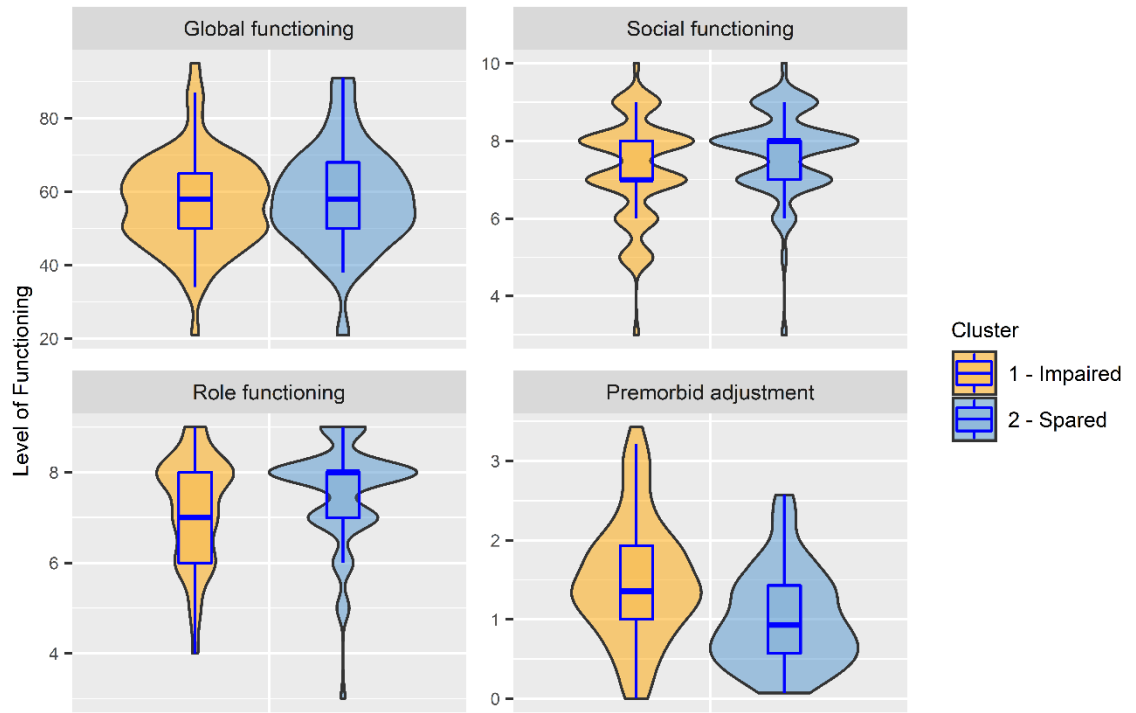 Global functioning
Social functioning
80
60
40
20
10
8
6
4
Level of Functioning
Role functioning
Premorbid adjustment
8
6
4
3
2
1
0
Cluster
1 - Impaired
2 - Spared